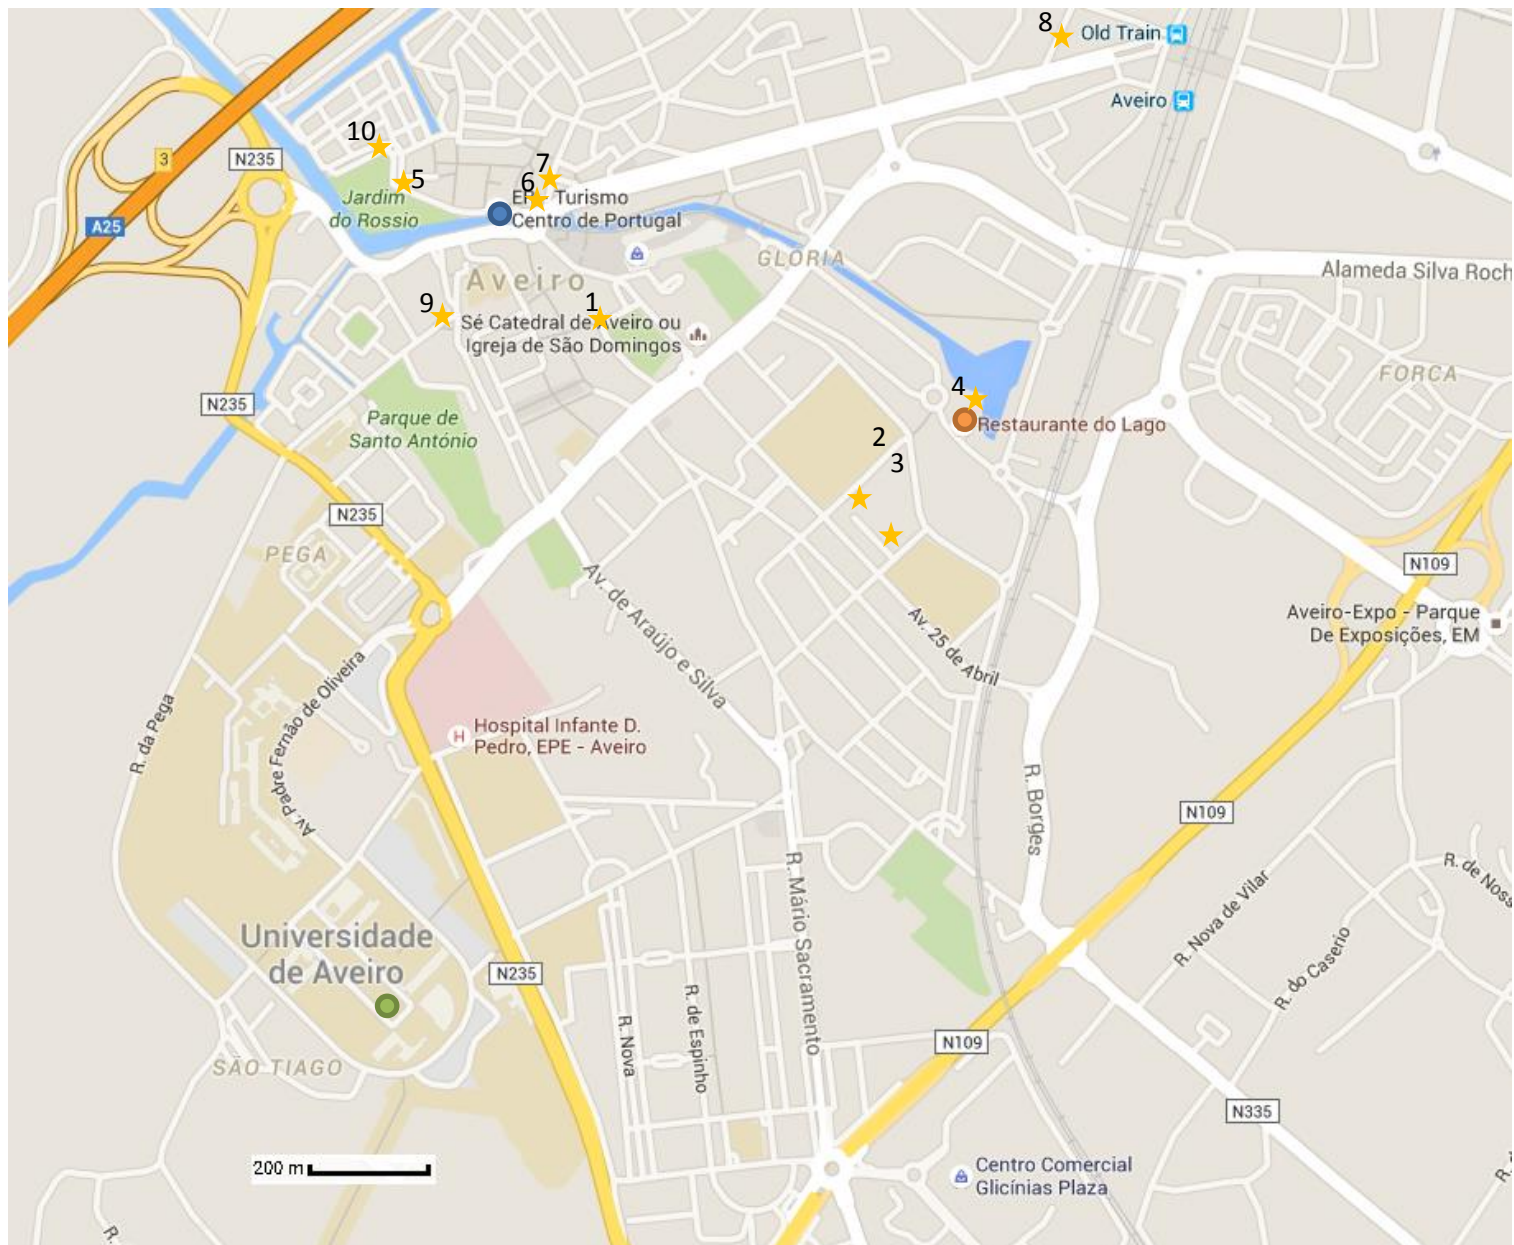 8
Old Train
Aveiro
3
N235
10
5
7
6
Turismo
Centro de Portugal
Jardim
do Rossio
A25
GLORIA
Alameda Silva Roch
Aveiro
9
1
Sé Catedral de Aveiro ou
Igreja de São Domingos
FORCA
4
Restaurante do Lago
N235
Parque de
Santo António
2
3
N235
PEGA
N109
Av. de Araújo e Silva
Av. 25 de Abril
Aveiro-Expo - Parque
De Exposições, EM
R. da Pega
Av. Padre Fernão de Oliveira
Hospital Infante D.
Pedro, EPE - Aveiro
H
R. Borges
N109
R. Mário Sacramento
R. Nova de Vilar
R. de Noss
R. do Caserio
Universidade
de Aveiro
N235
R. Nova
R. de Espinho
N109
SÃO TIAGO
N335
200 m
Centro Comercial
Glicínias Plaza
R.
R.